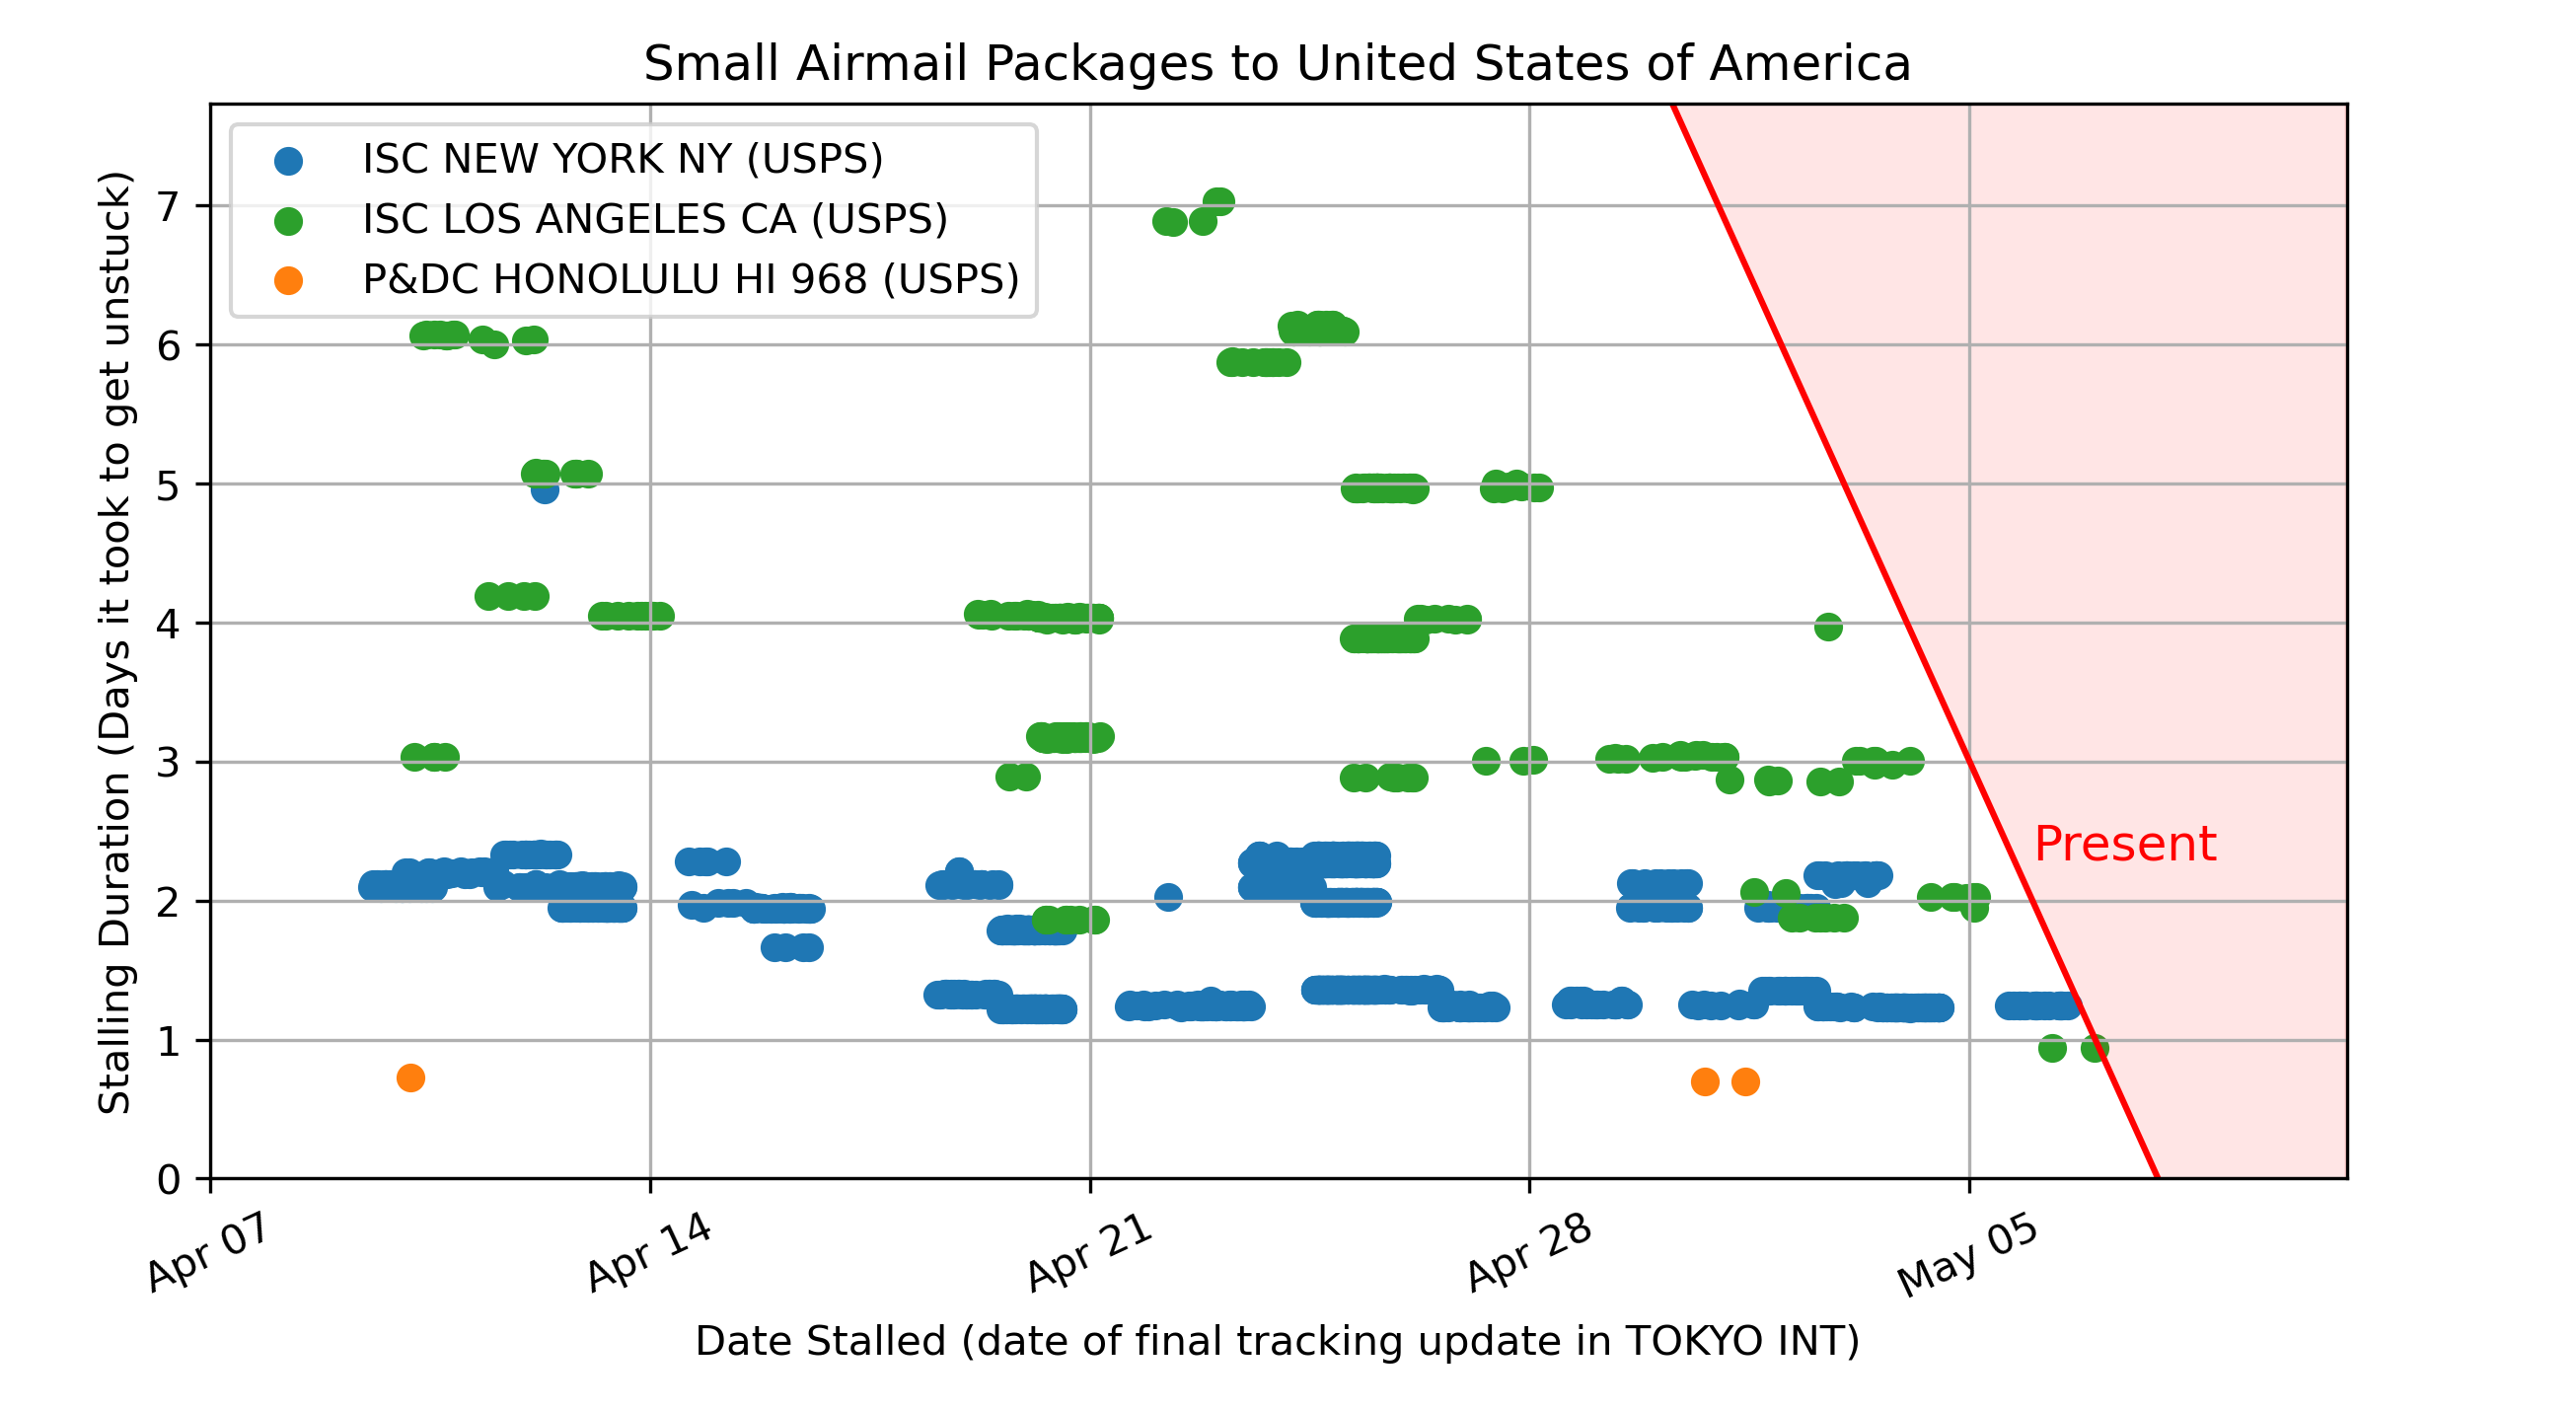 Small Airmail Packages to United States of America
ISC NEW YORK NY (USPS)
ISC LOS ANGELES CA (USPS)
P&DC HONOLULU HI 968 (USPS)
Stalling Duration (Days it took to get unstuck)
7
6
5
4
3
2
1
0
Present
Apr 07
Apr 14
Apr 21
Apr 28
May 05
Date Stalled (date of final tracking update in TOKYO INT)